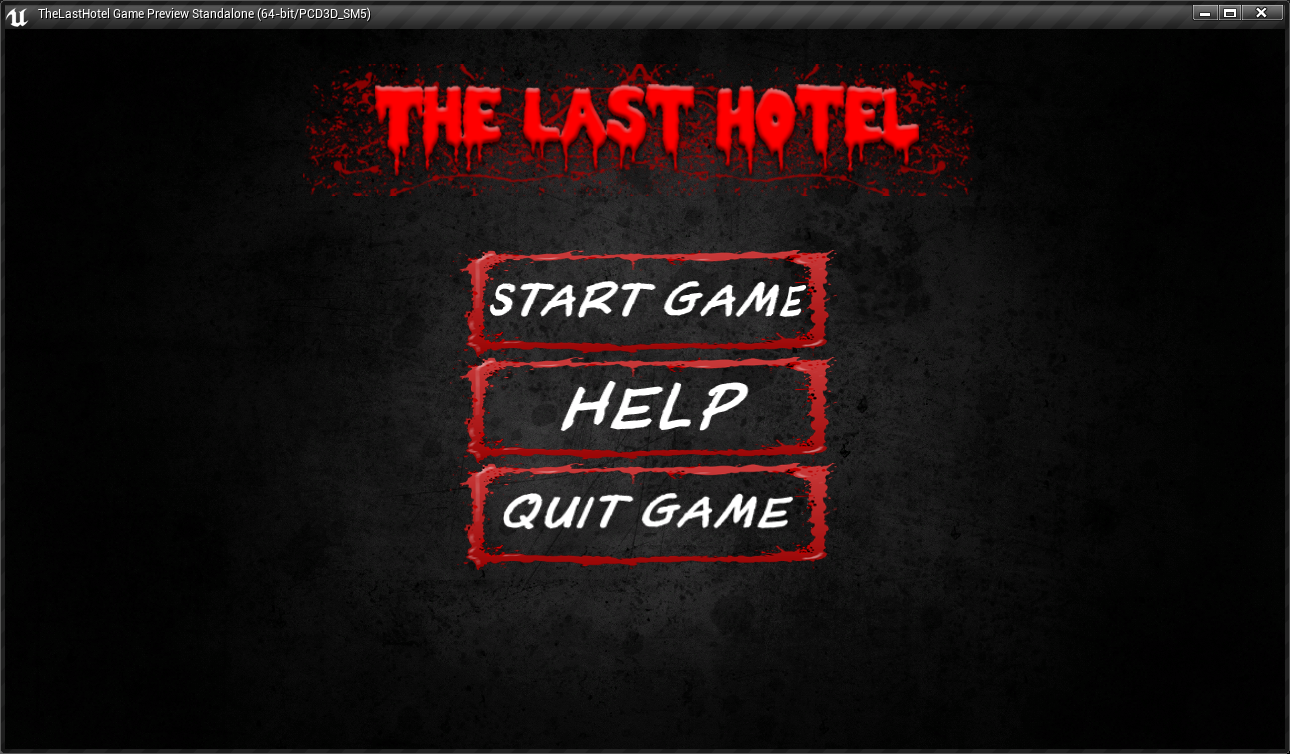 TheLastHotel Game Preview Standalone (64-bit/PCD3D_SM5)
THE LAST HOTEL
START GAME
HELP
QUIT GAME